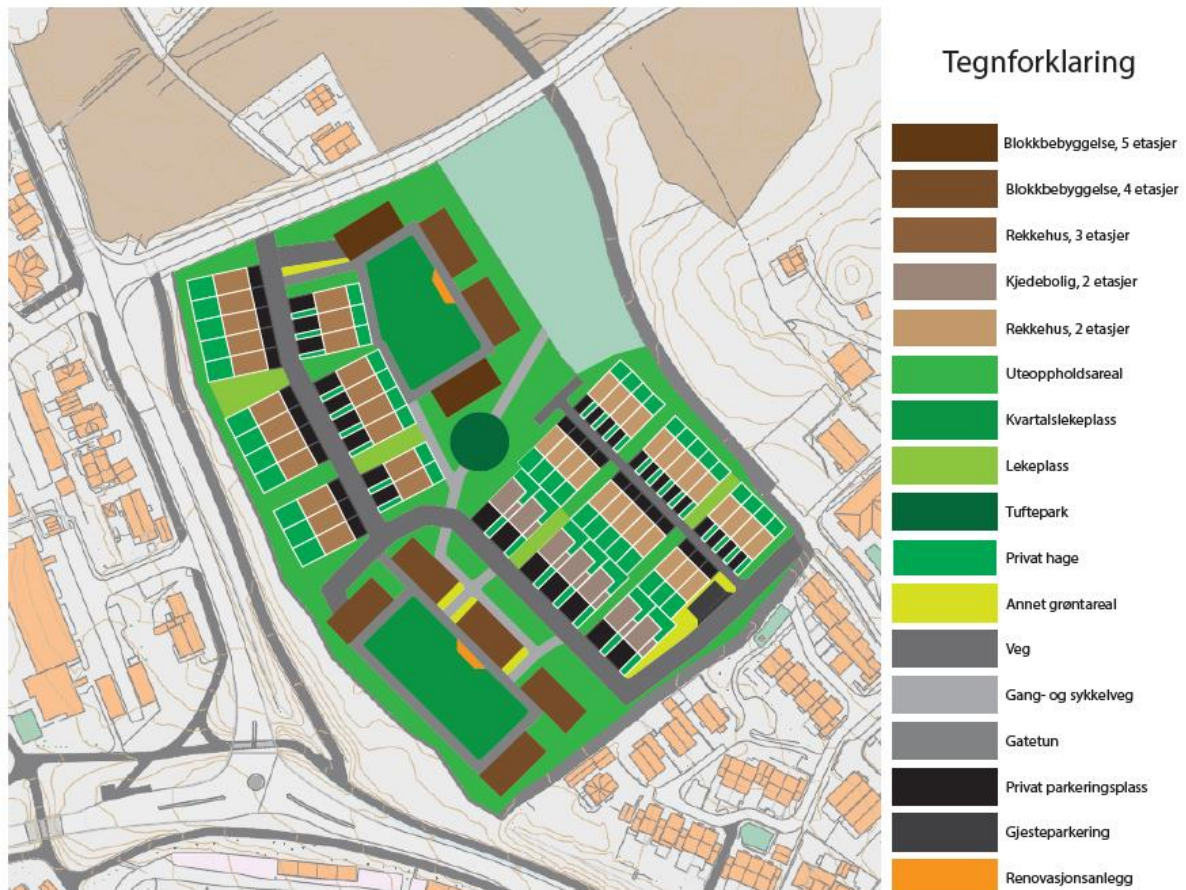 Tegnforklaring
Blokkbebyggelse, 5 etasjer
Blokkbebyggelse, 4 etasjer
Rekkehus, 3 etasjer
Kjedebolig, 2 etasjer
Rekkehus, 2 etasjer
Uteoppholdsareal
Kvartalslekeplass
Lekeplass
Tuftepark
Privat hage
Annet grøntareal
Veg
Gang- og sykkelveg
Gatetun
Privat parkeringsplass
Gjesteparkering
Renovasjonsanlegg